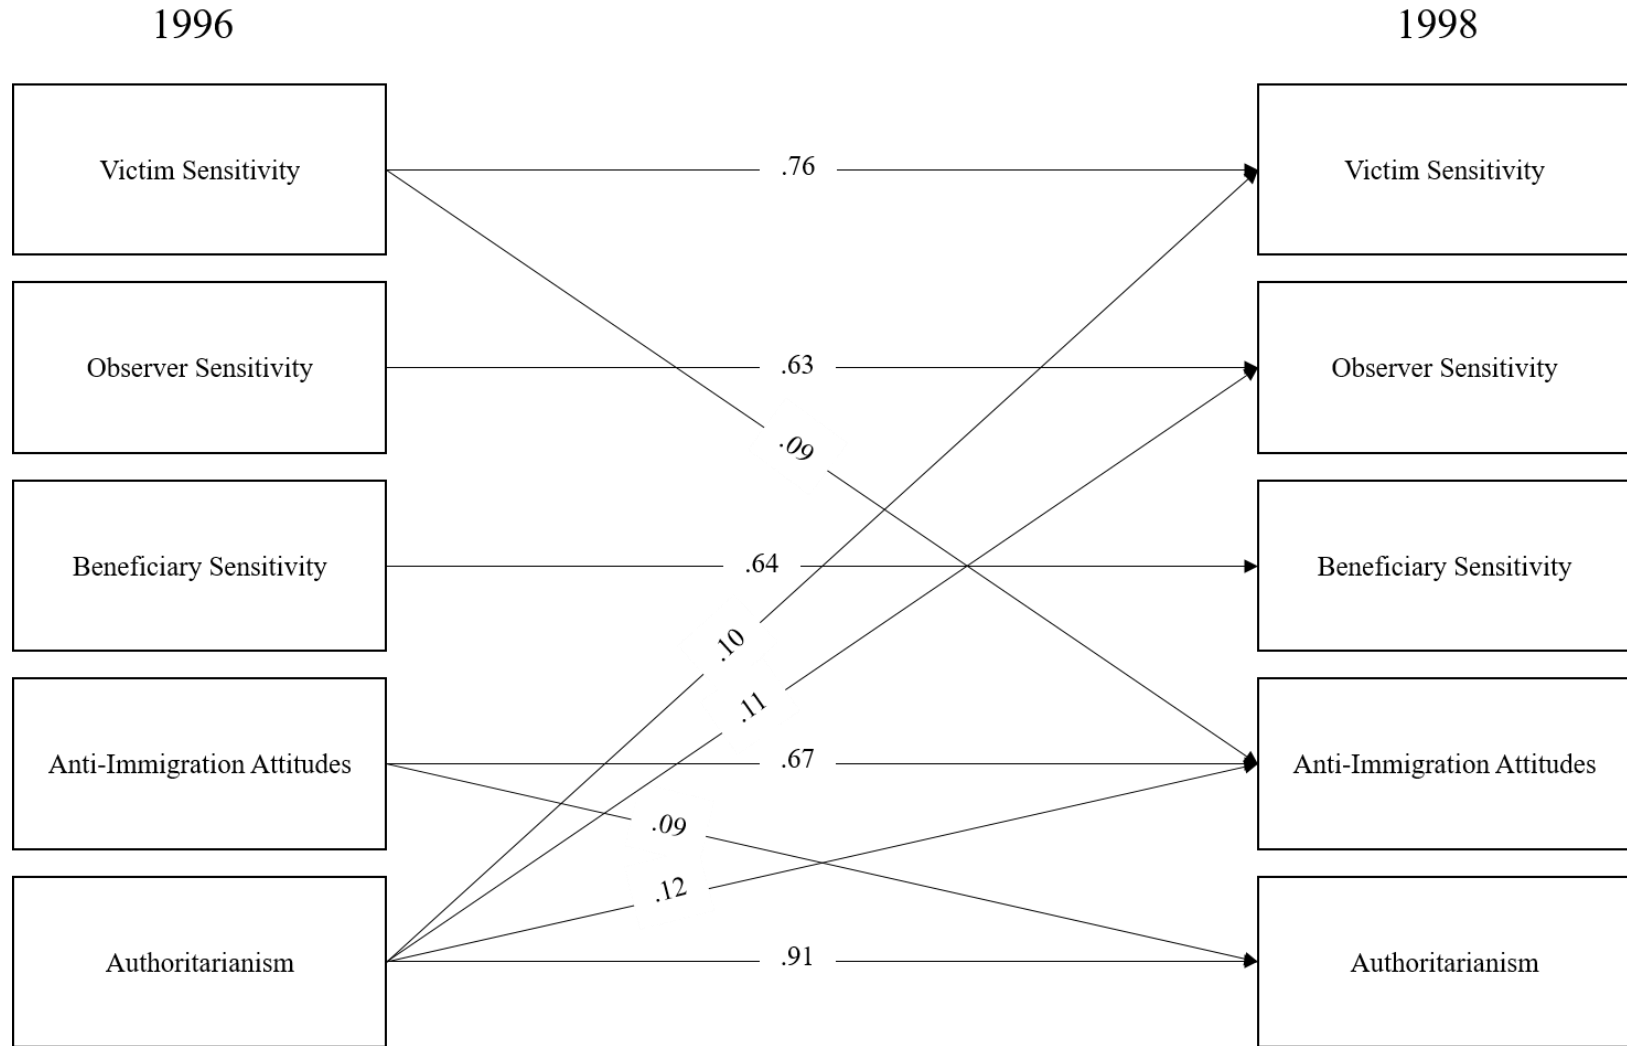 1996
1998
Victim Sensitivity
.76
Victim Sensitivity
Observer Sensitivity
.63
Observer Sensitivity
.09
Beneficiary Sensitivity
.64
Beneficiary Sensitivity
.10
.11
Anti-Immigration Attitudes
.67
Anti-Immigration Attitudes
.09
.12
Authoritarianism
.91
Authoritarianism